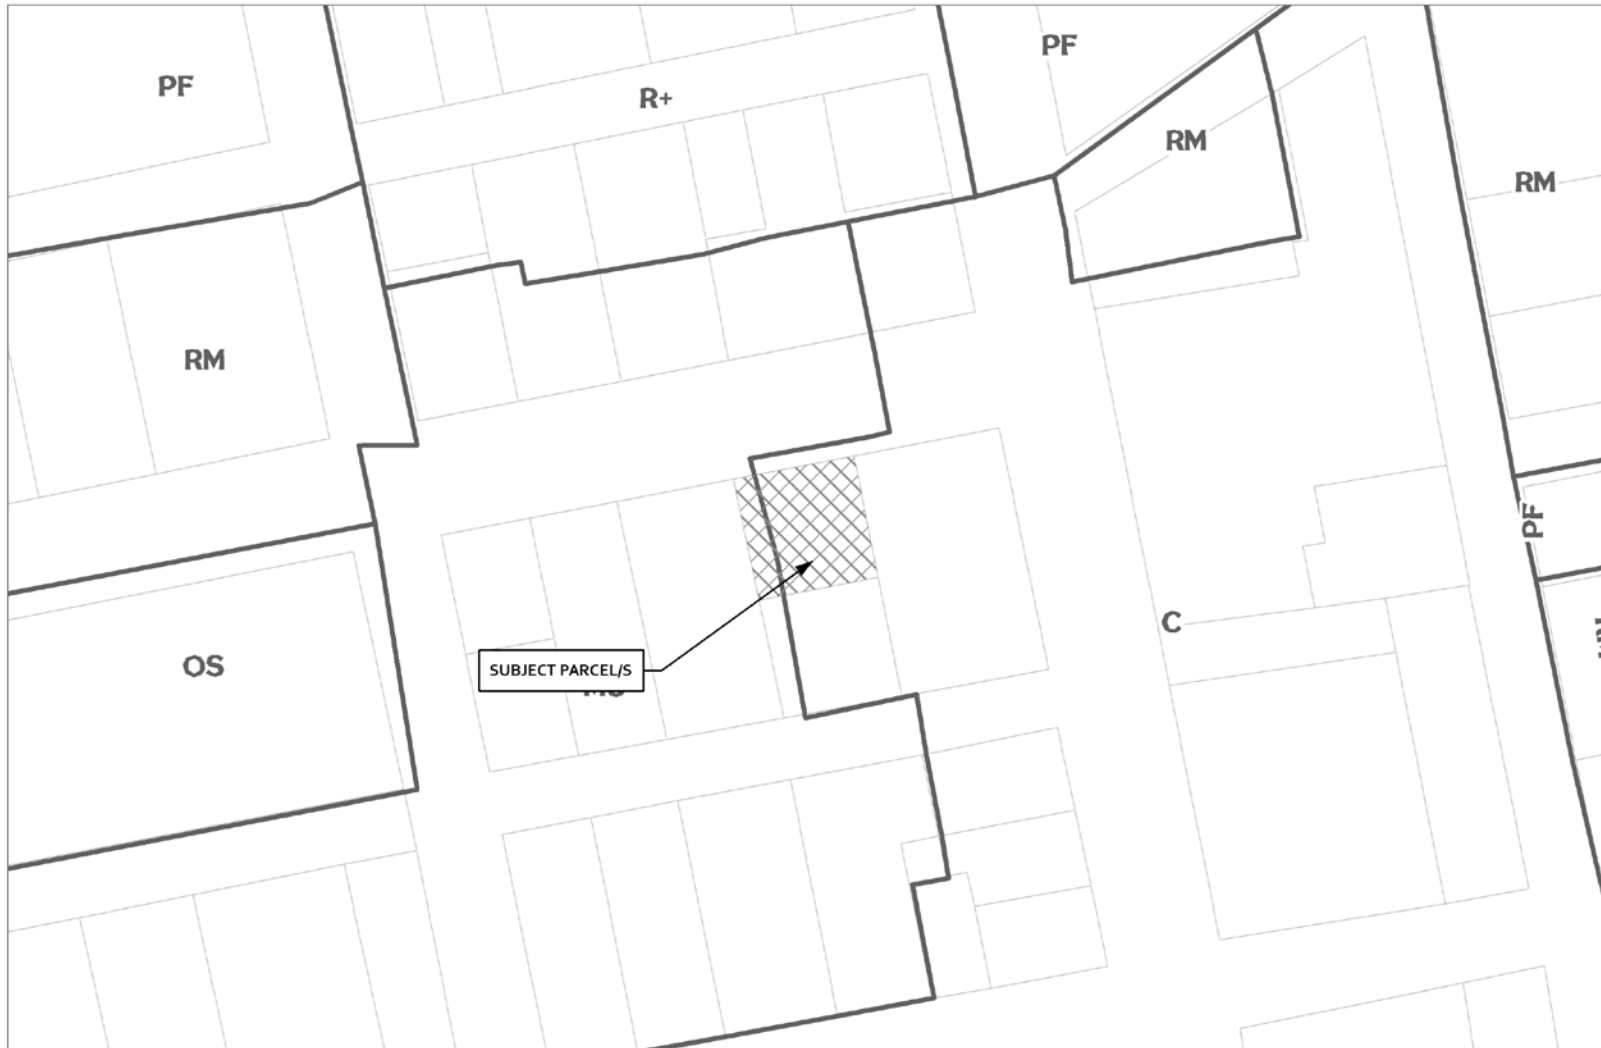 PF
PF
R+
RM
RM
RM
PF
C
OS
SUBJECT PARCEL/S